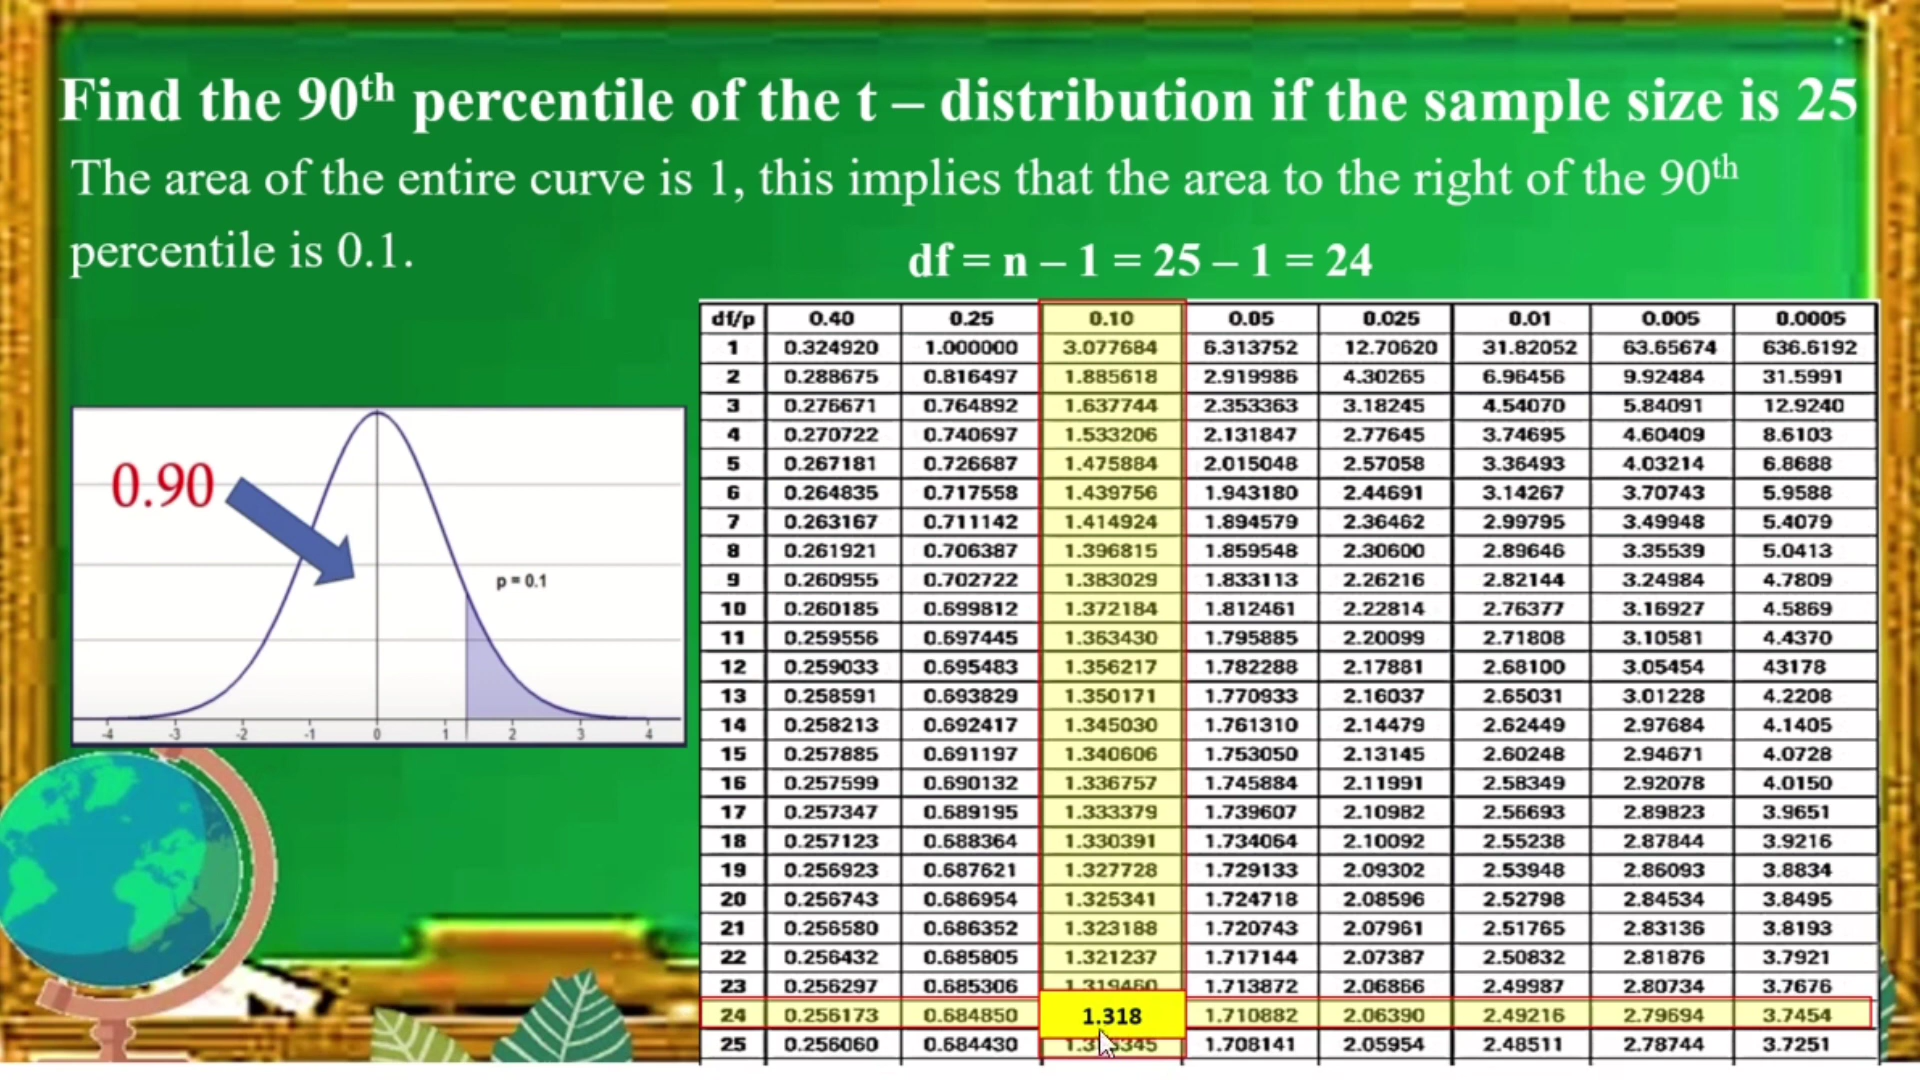 Find the 90th percentile of the t – distribution if the sample size is 25
The area of the entire curve is 1, this implies that the area to the right of the 90th
percentile is 0.1.
df = n – 1 = 25 – 1 = 24
0.90
p = 0.1
-4 -3 -2 -1 0 1 2 3 4
df/p 0.40 0.25 0.10 0.05 0.025 0.01 0.005 0.0005
1 0.324920 1.000000 3.077684 6.313752 12.70620 31.82052 63.65674 636.6192
2 0.288675 0.816497 1.885618 2.919986 4.30265 6.96456 9.92484 31.5991
3 0.276671 0.764892 1.637744 2.353363 3.18245 4.54070 5.84091 12.9240
4 0.270722 0.740697 1.533206 2.131847 2.77645 3.74695 4.60409 8.6103
5 0.267181 0.726687 1.475884 2.015048 2.57058 3.36493 4.03214 6.8688
6 0.264835 0.717558 1.439756 1.943180 2.44691 3.14267 3.70743 5.9588
7 0.263167 0.711142 1.414924 1.894579 2.36462 2.99795 3.49948 5.4079
8 0.261921 0.706387 1.396815 1.859548 2.30600 2.89646 3.35539 5.0413
9 0.260955 0.702722 1.383029 1.833113 2.26216 2.82144 3.24984 4.7809
10 0.260185 0.699812 1.372184 1.812461 2.22814 2.76377 3.16927 4.5869
11 0.259556 0.697445 1.363430 1.795885 2.20099 2.71808 3.10581 4.4370
12 0.259033 0.695483 1.356217 1.782288 2.17881 2.68100 3.05454 43178
13 0.258591 0.693829 1.350171 1.770933 2.16037 2.65031 3.01228 4.2208
14 0.258213 0.692417 1.345030 1.761310 2.14479 2.62449 2.97684 4.1405
15 0.257885 0.691197 1.340606 1.753050 2.13145 2.60248 2.94671 4.0728
16 0.257599 0.690132 1.336757 1.745884 2.11991 2.58349 2.92078 4.0150
17 0.257347 0.689195 1.333379 1.739607 2.10982 2.56693 2.89823 3.9651
18 0.257123 0.688364 1.330391 1.734064 2.10092 2.55238 2.87844 3.9216
19 0.256923 0.687621 1.327728 1.729133 2.09302 2.53948 2.86093 3.8834
20 0.256743 0.686954 1.325341 1.724718 2.08596 2.52798 2.84534 3.8495
21 0.256580 0.686352 1.323188 1.720743 2.07961 2.51765 2.83136 3.8193
22 0.256432 0.685805 1.321237 1.717144 2.07387 2.50832 2.81876 3.7921
23 0.256297 0.685306 1.319460 1.713872 2.06866 2.49987 2.80734 3.7676
24 0.256173 0.684850 1.318 1.710882 2.06390 2.49216 2.79694 3.7454
25 0.256060 0.684430 1.708141 2.05954 2.48511 2.78744 3.7251